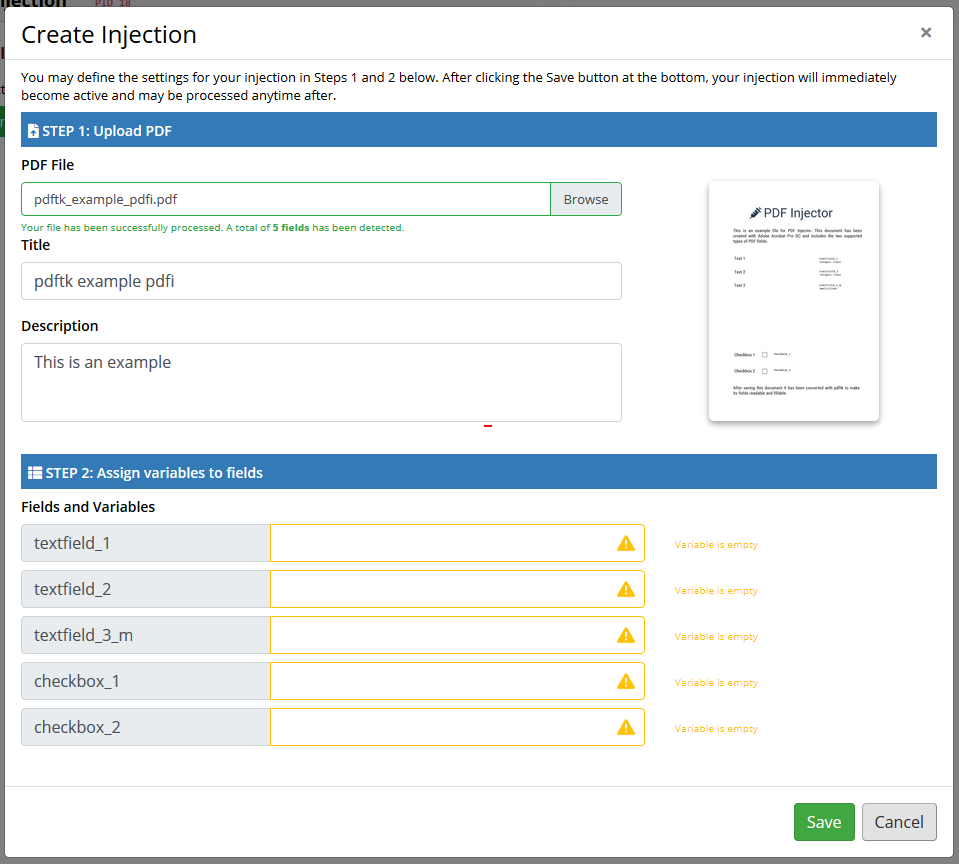 PID 18
Create Injection
×
You may define the settings for your injection in Steps 1 and 2 below. After clicking the Save button at the bottom, your injection will immediately
become active and may be processed anytime after.
STEP 1: Upload PDF
PDF File
pdftk_example_pdfi.pdf
Browse
Your file has been successfully processed. A total of 5 fields has been detected.
Title
pdftk example pdfi
Description
This is an example
PDF Injector
This is an example file for PDF Injector. This document has been
created with Adobe Acrobat Pro DC and includes the two supported
types of PDF fields.
Text 1
Text 2
Text 3
Checkbox 1
Checkbox 2
After saving this document it has been converted with pdftk to make
its fields readable and fillable.
STEP 2: Assign variables to fields
Fields and Variables
textfield_1
Variable is empty
textfield_2
Variable is empty
textfield_3_m
Variable is empty
checkbox_1
Variable is empty
checkbox_2
Variable is empty
Save
Cancel